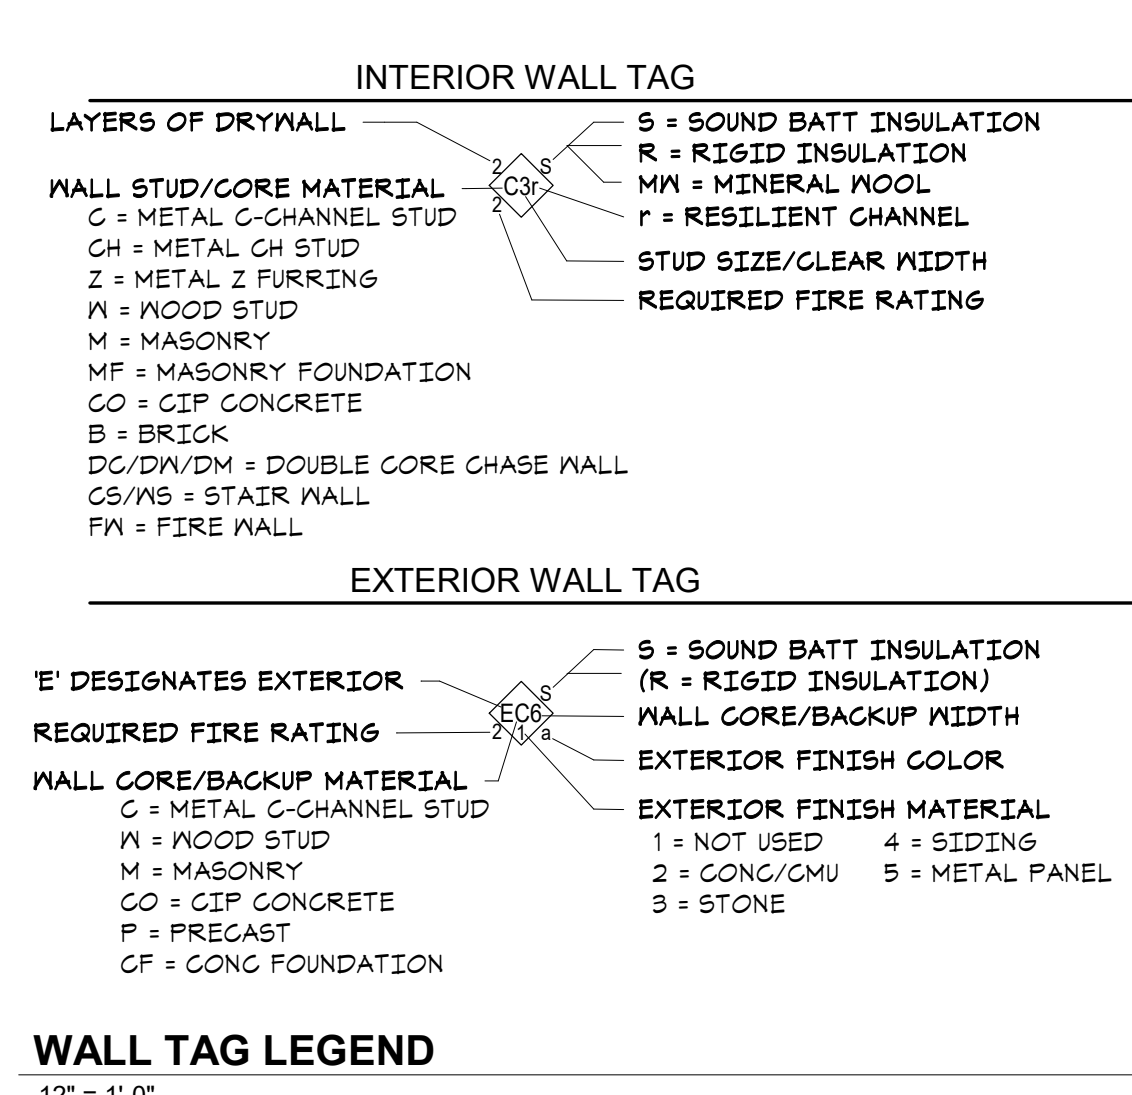 INTERIOR WALL TAG
LAYERS OF DRYWALL
WALL STUD/CORE MATERIAL
C = METAL C-CHANNEL STUD
CH = METAL CH STUD
Z = METAL Z FURRING
W = WOOD STUD
M = MASONRY
MF = MASONRY FOUNDATION
CO = CIP CONCRETE
B = BRICK
DC/DW/DM = DOUBLE CORE CHASE WALL
CS/WS = STAIR WALL
FW = FIRE WALL
2 S
C3r
2
S = SOUND BATT INSULATION
R = RIGID INSULATION
MW = MINERAL WOOL
r = RESILIENT CHANNEL
STUD SIZE/CLEAR WIDTH
REQUIRED FIRE RATING
EXTERIOR WALL TAG
'E' DESIGNATES EXTERIOR
REQUIRED FIRE RATING
WALL CORE/BACKUP MATERIAL
C = METAL C-CHANNEL STUD
W = WOOD STUD
M = MASONRY
CO = CIP CONCRETE
P = PRECAST
CF = CONC FOUNDATION
S
EC6
2 1 a
S = SOUND BATT INSULATION
(R = RIGID INSULATION)
WALL CORE/BACKUP WIDTH
EXTERIOR FINISH COLOR
EXTERIOR FINISH MATERIAL
1 = NOT USED 4 = SIDING
2 = CONC/CMU 5 = METAL PANEL
3 = STONE
WALL TAG LEGEND
12" = 1'-0"